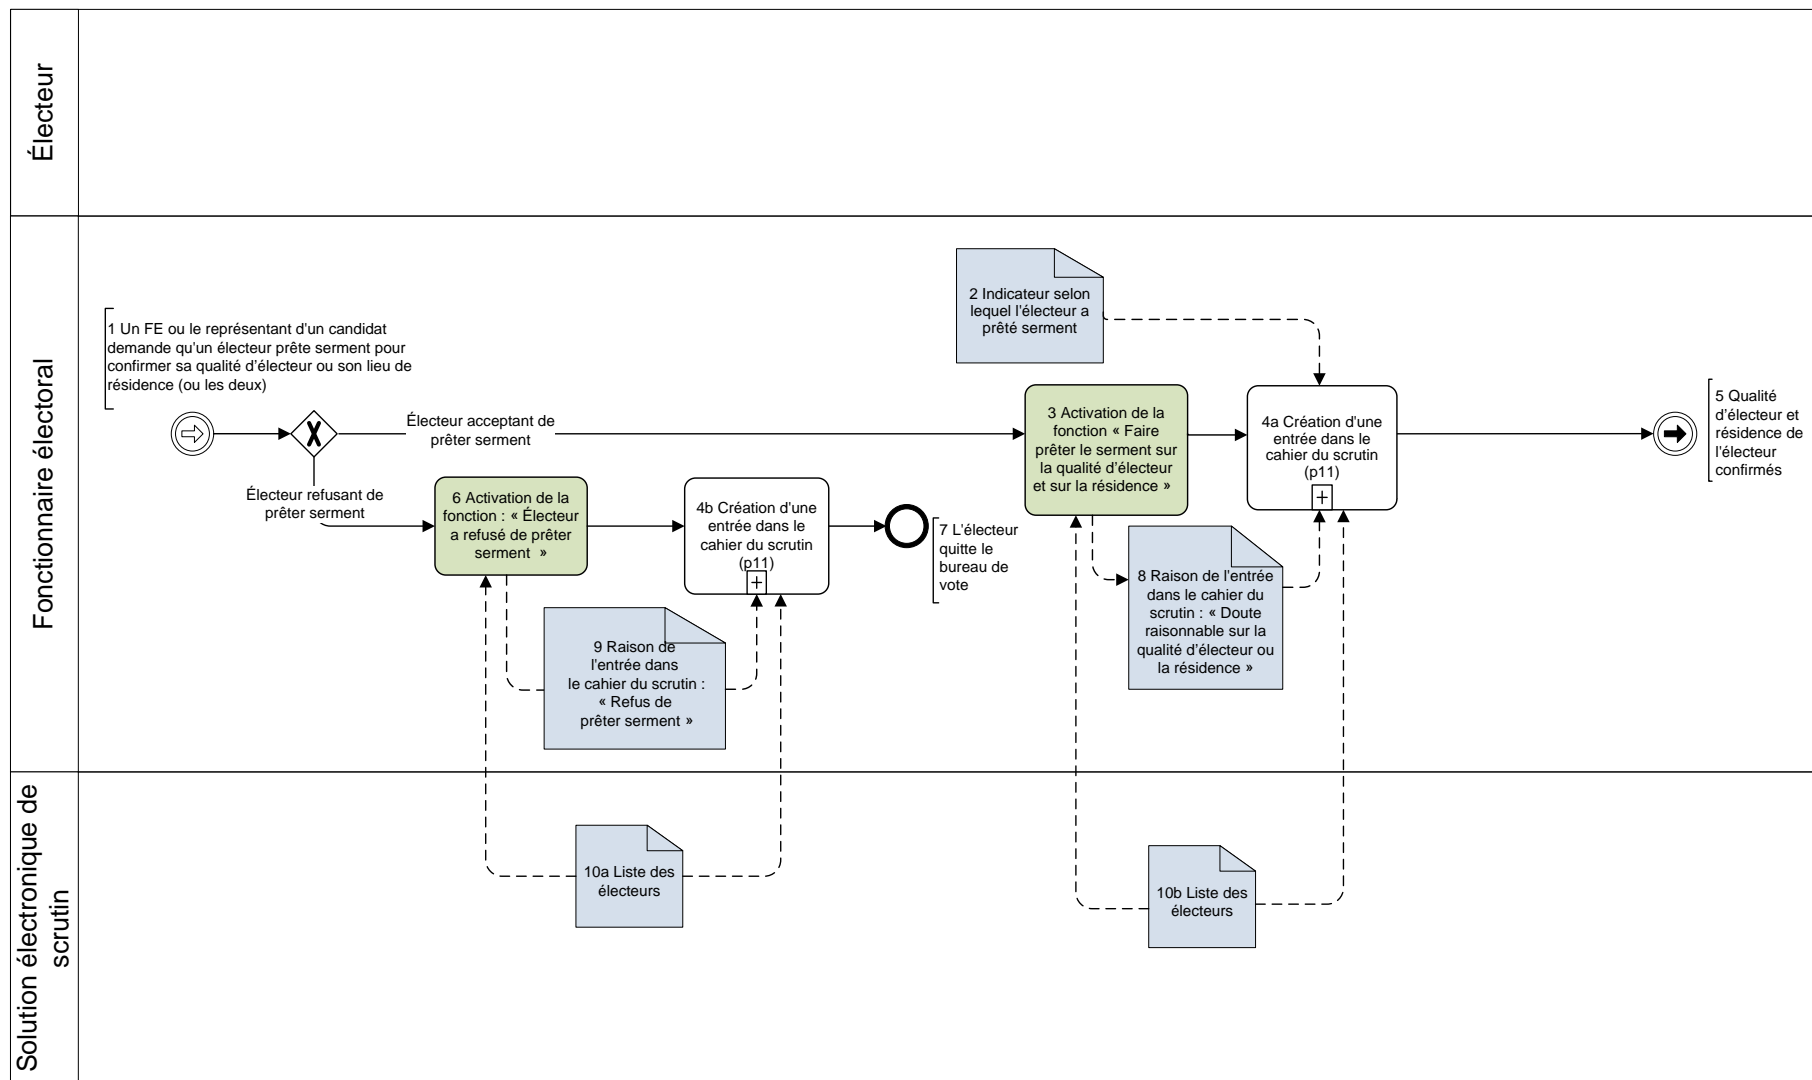 Électeur
Fonctionnaire électoral
1 Un FE ou le représentant d'un candidat
demande qu'un électeur prête serment pour
confirmer sa qualité d'électeur ou son lieu de
résidence (ou les deux)
Électeur acceptant de
prêter serment
Électeur refusant de
prêter serment
2 Indicateur selon
lequel l'électeur a
prêté serment
3 Activation de la
fonction « Faire
prêter le serment sur
la qualité d'électeur
et sur la résidence »
4a Création d'une
entrée dans le
cahier du scrutin
(p11)
5 Qualité
d'électeur et
résidence de
l'électeur
confirmés
6 Activation de la
fonction : « Électeur
a refusé de prêter
serment »
4b Création d'une
entrée dans le
cahier du scrutin
(p11)
7 L'électeur
quitte le
bureau de
vote
8 Raison de l'entrée
dans le cahier du
scrutin : « Doute
raisonnable sur la
qualité d'électeur ou
la résidence »
9 Raison de
l'entrée dans
le cahier du scrutin :
« Refus de
prêter serment »
Solution électronique de
scrutin
10a Liste des
électeurs
10b Liste des
électeurs